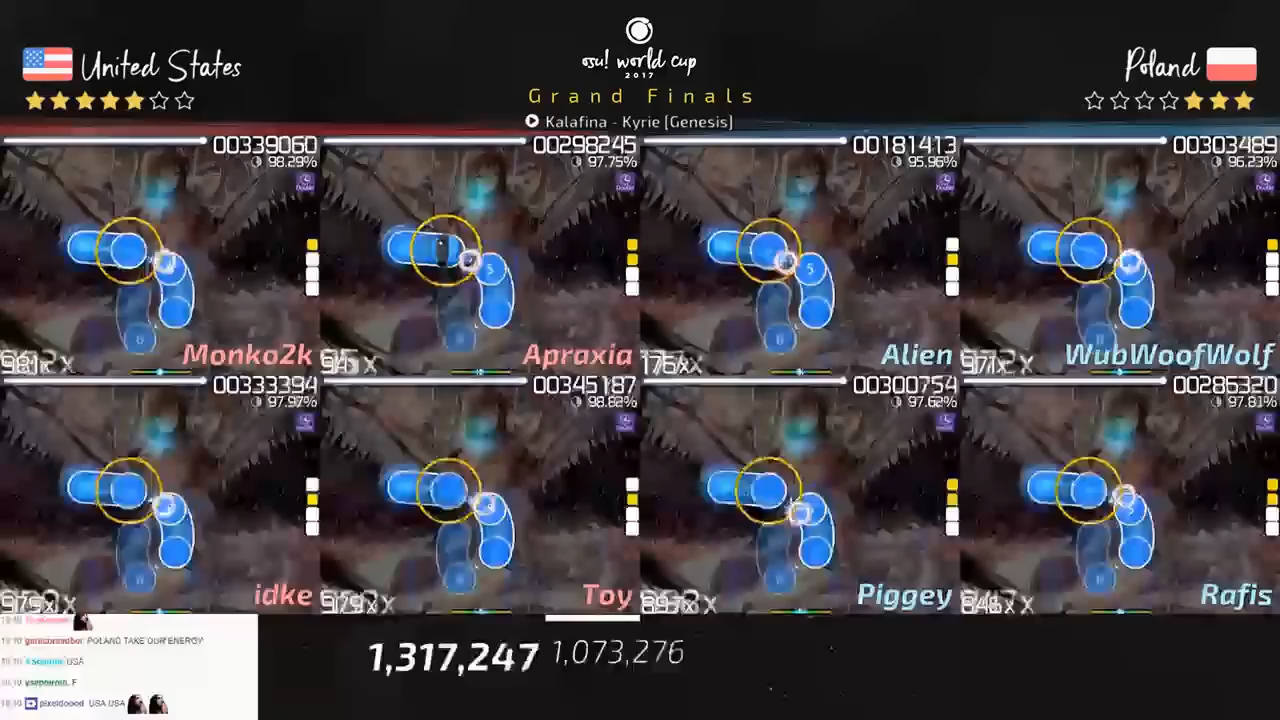 United States
osu! world cup
2017
Poland
Grand Finals
Kalafina - Kyrie [Genesis]
00339060
98.29%
00298245
97.75%
00181413
95.96%
00303489
96.23%
5
5
Monko2k
Apraxia
Alien
WubWoofWolf
00333394
97.97%
00345187
98.82%
00300754
97.62%
00286320
97.81%
idke
Toy
Piggey
Rafis
1,317,247
1,073,276
POLAND TAKE OUR ENERGY
USA
F
pixeldoood USA USA